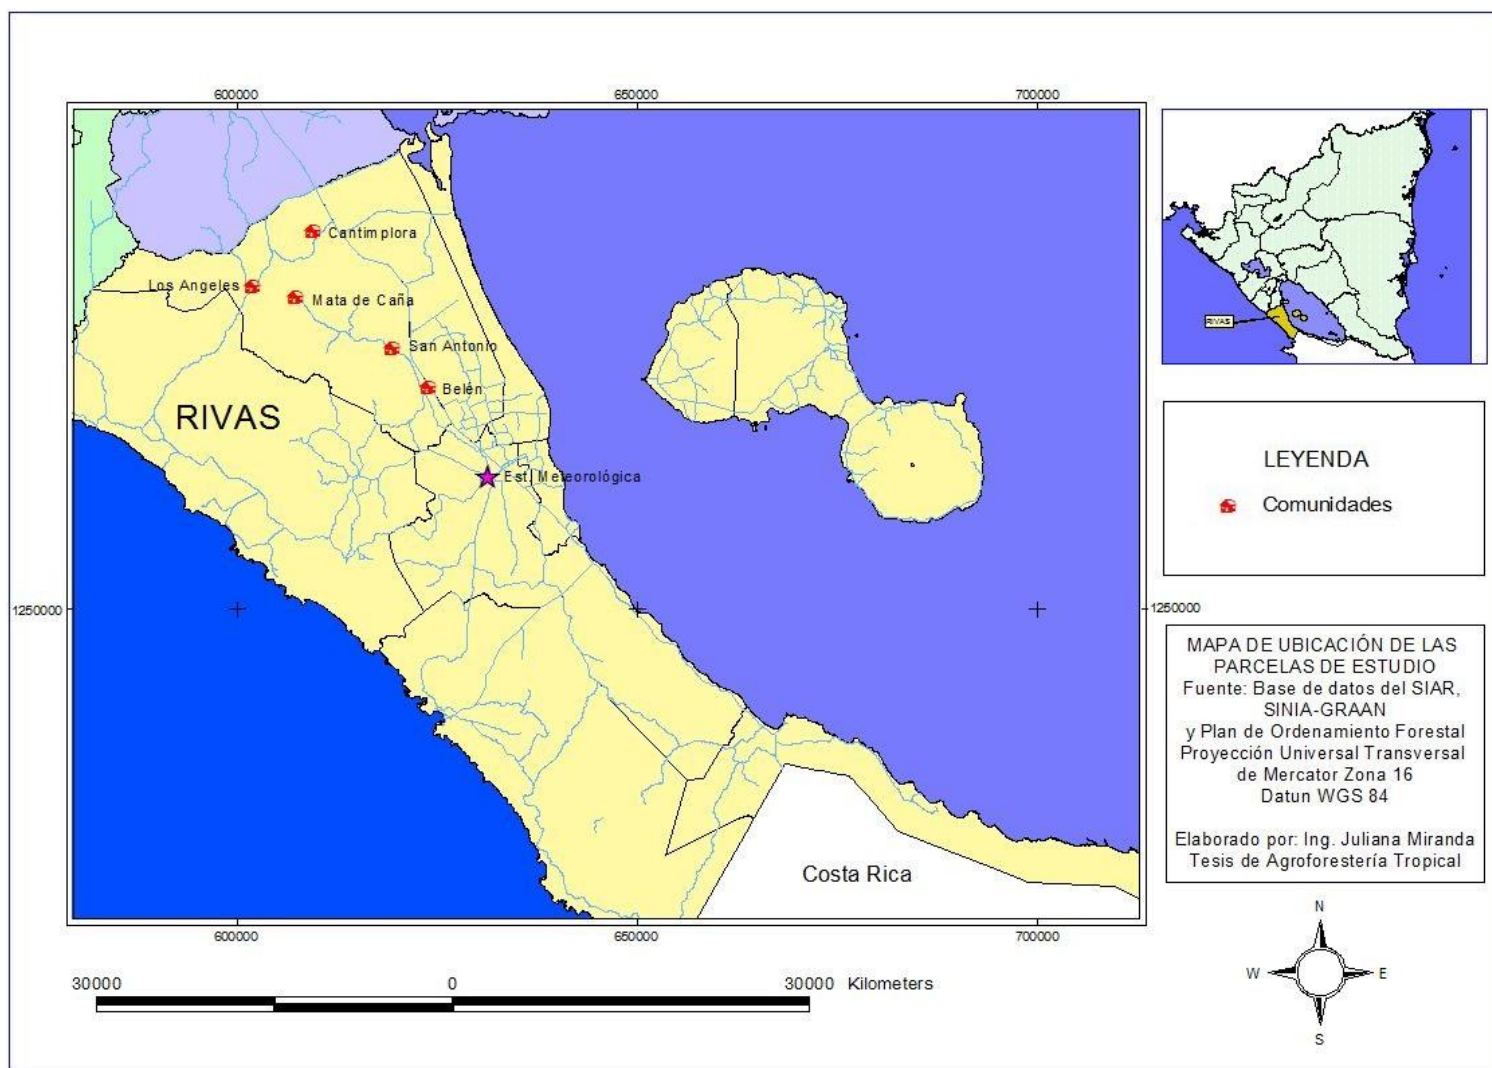 600000
650000
700000
Cantimplora
Los Angeles
Mata de Caña
San Antonio
Belén
RIVAS
Est. Meteorológica
1250000
1250000
Costa Rica
600000
650000
700000
30000
0
30000 Kilometers
RIVAS
LEYENDA
Comunidades
MAPA DE UBICACIÓN DE LAS
PARCELAS DE ESTUDIO
Fuente: Base de datos del SIAR,
SINIA-GRAAN
y Plan de Ordenamiento Forestal
Proyección Universal Transversal
de Mercator Zona 16
Datun WGS 84
Elaborado por: Ing. Juliana Miranda
Tesis de Agroforestería Tropical
N
W
E
S